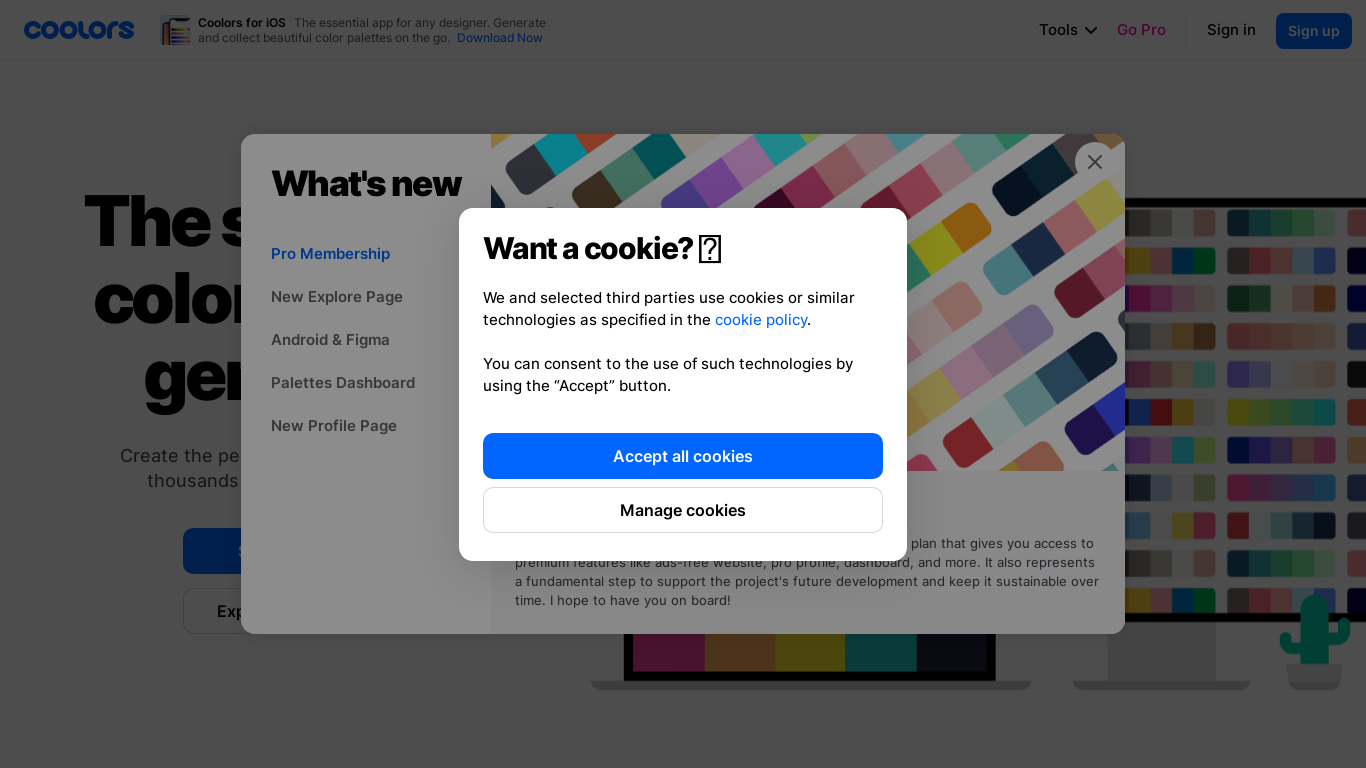 coolors
Coolors for iOS The essential app for any designer. Generate
and collect beautiful color palettes on the go. Download Now
Tools
Go Pro
Sign in
Sign up
The s
color
gen
Create the pe
thousands
What's new
Pro Membership
New Explore Page
Android & Figma
Palettes Dashboard
New Profile Page
Want a cookie?
We and selected third parties use cookies or similar
technologies as specified in the cookie policy.
You can consent to the use of such technologies by
using the “Accept” button.
Accept all cookies
Manage cookies
plan that gives you access to
premium features like ads-free website, pro profile, dashboard, and more. It also represents
a fundamental step to support the project's future development and keep it sustainable over
time. I hope to have you on board!
Exp